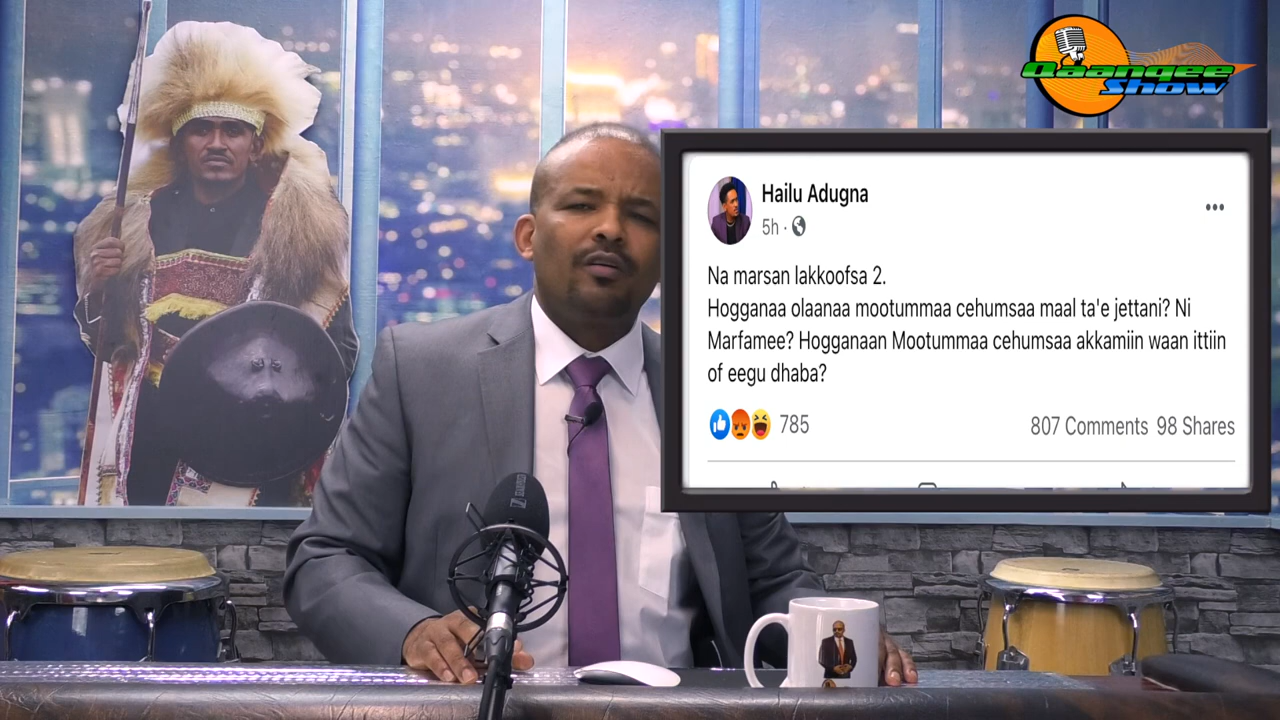 Qaanqee
Show
Hailu Adugna
5h
Na marsan lakkoofsa 2.
Hogganaa olaanaa mootummaa cehumsaa maal ta'e jettani? Ni
Marfamee? Hogganaan Mootummaa cehumsaa akkamiin waan ittiin
of eegu dhaba?
785
807 Comments 98 Shares